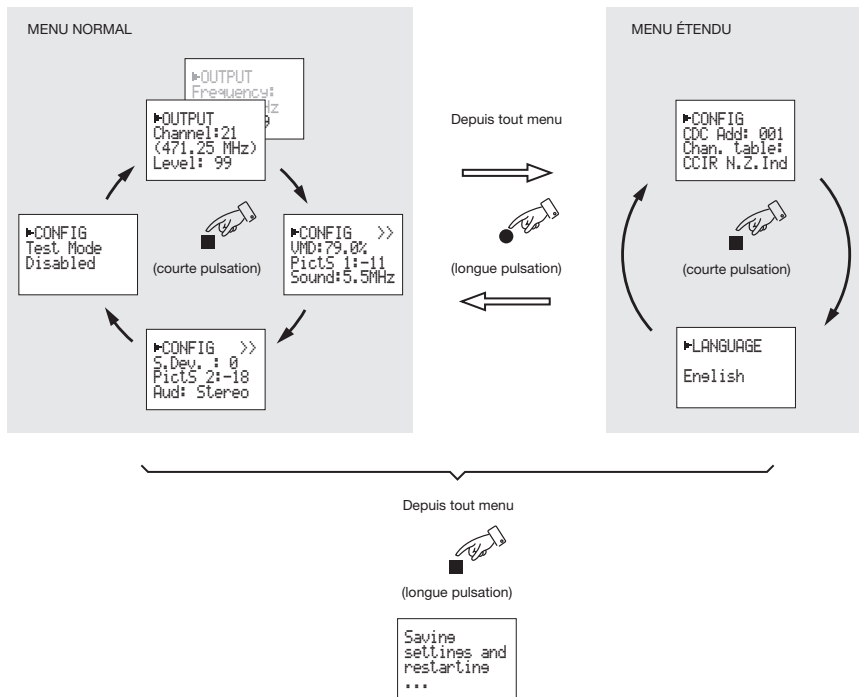 MENU NORMAL
OUTPUT
Frequency:
Hz
9
OUTPUT
Channel:21
(471.25 MHz)
Level: 99
CONFIG
Test Mode
Disabled
(courte pulsation)
CONFIG >>
VMD:79.0%
PictS 1:-11
Sound:5.5MHz
CONFIG >>
S.Dev. : 0
PictS 2:-18
Aud: Stereo
Depuis tout menu
(longue pulsation)
MENU ÉTENDU
CONFIG
CDC Add: 001
Chan. table:
CCIR N.Z.Ind
(courte pulsation)
LANGUAGE
English
Depuis tout menu
(longue pulsation)
Saving
settings and
restarting
...